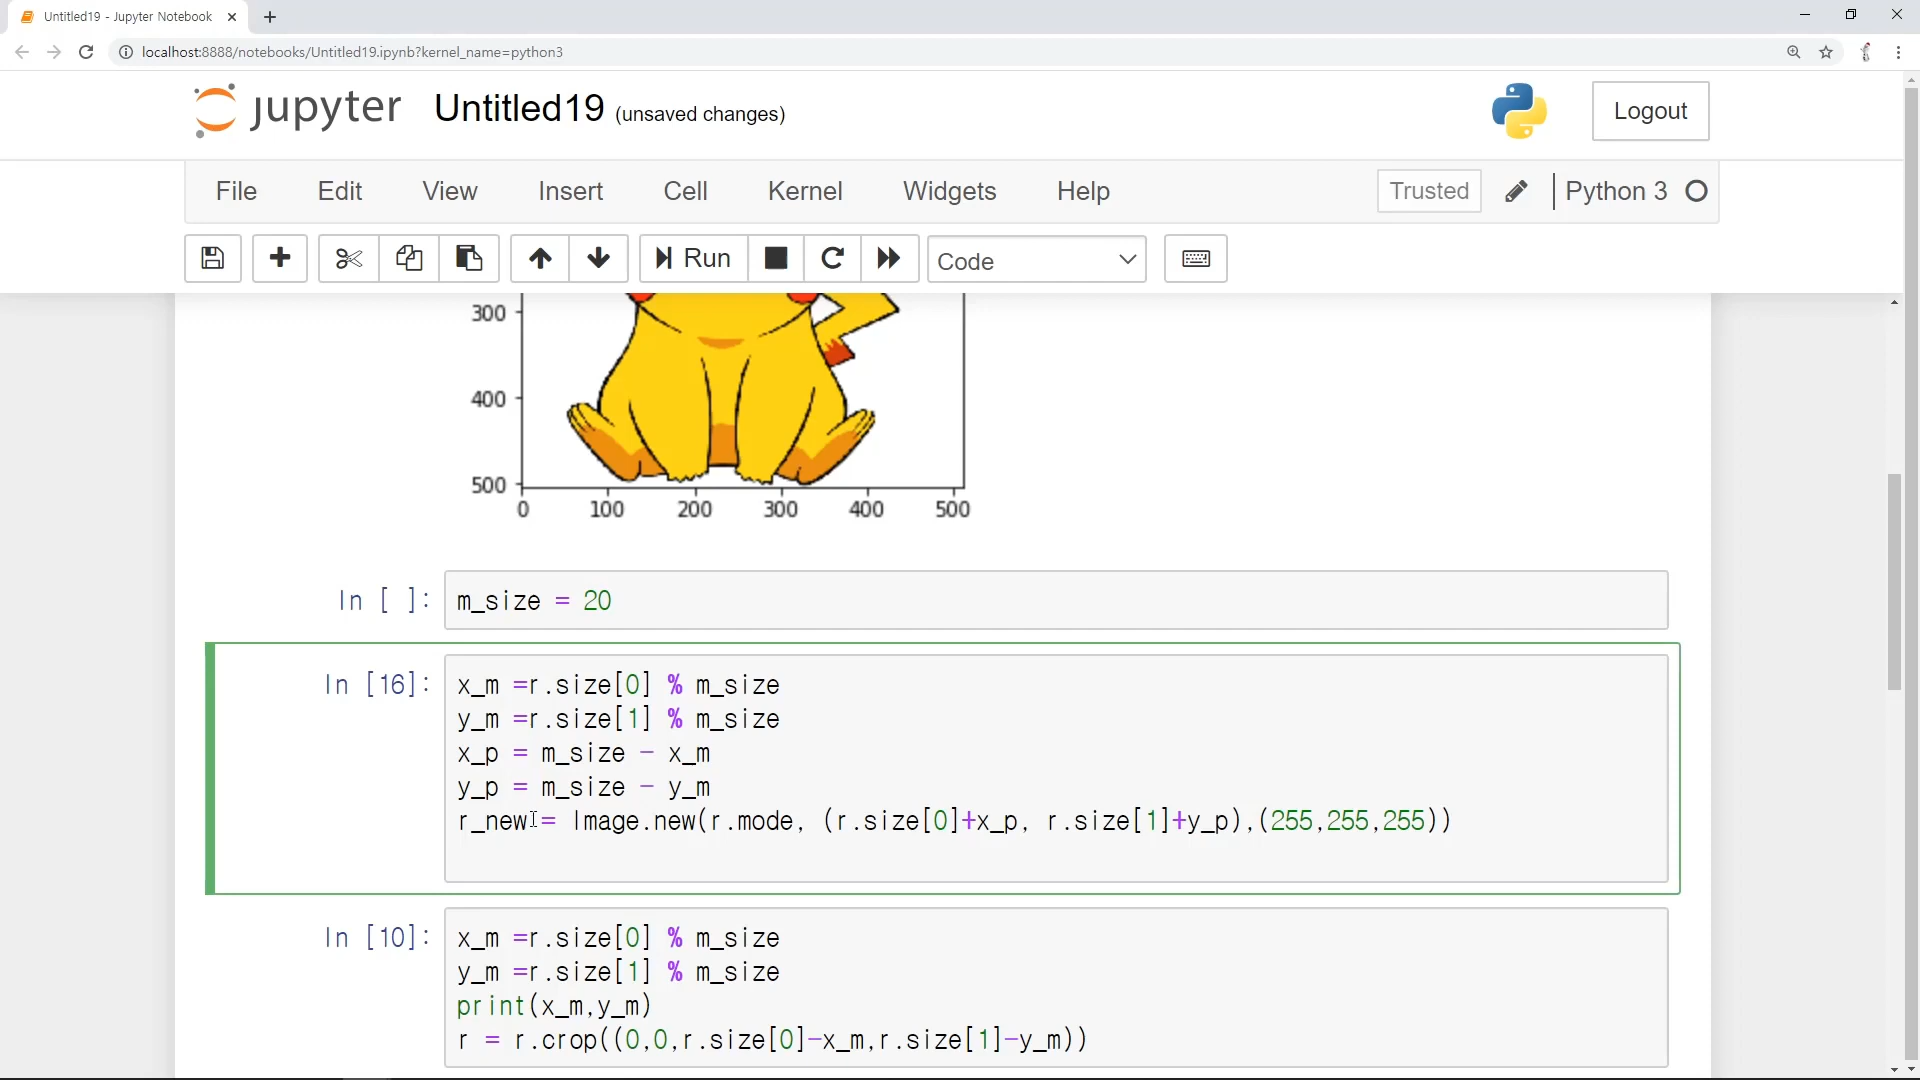 Untitled19 - Jupyter Notebook
localhost:8888/notebooks/Untitled19.ipynb?kernel_name=python3
jupyter Untitled19 (unsaved changes)
Logout
File Edit View Insert Cell Kernel Widgets Help Trusted Python 3
Run Code
300
400
500
0 100 200 300 400 500
In [ ]: m_size = 20
In [16]: x_m =r.size[0] % m_size
y_m =r.size[1] % m_size
x_p = m_size - x_m
y_p = m_size - y_m
r_new = Image.new(r.mode, (r.size[0]+x_p, r.size[1]+y_p),(255,255,255))
In [10]: x_m =r.size[0] % m_size
y_m =r.size[1] % m_size
print(x_m,y_m)
r = r.crop((0,0,r.size[0]-x_m,r.size[1]-y_m))